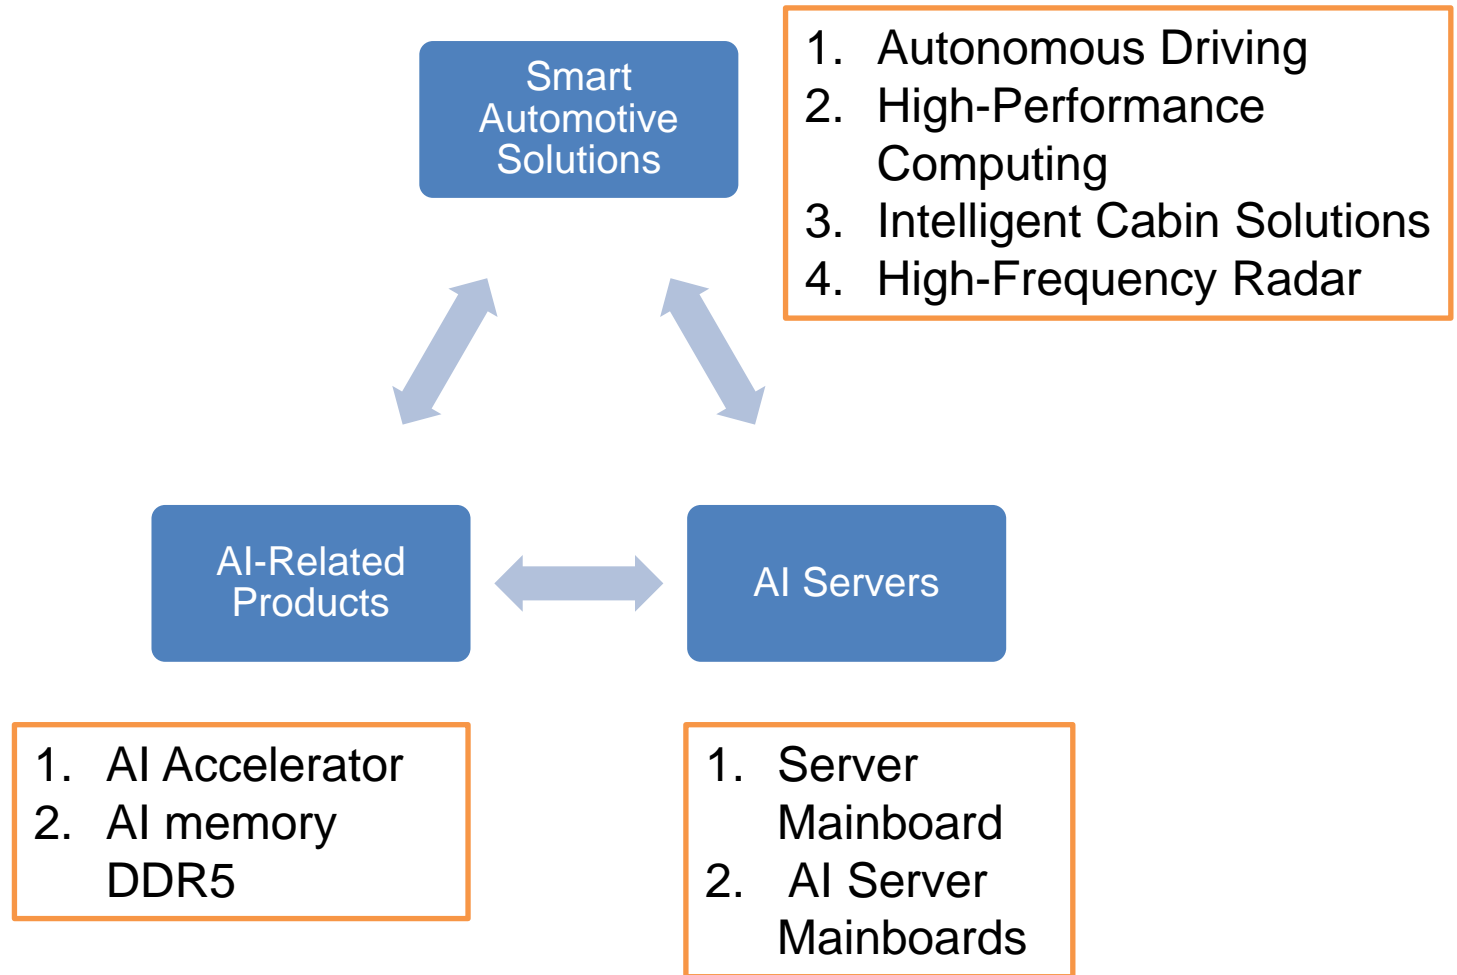 Smart
Automotive
Solutions
1. Autonomous Driving
2. High-Performance
Computing
3. Intelligent Cabin Solutions
4. High-Frequency Radar
AI-Related
Products
AI Servers
1. AI Accelerator
2. AI memory
DDR5
1. Server
Mainboard
2. AI Server
Mainboards